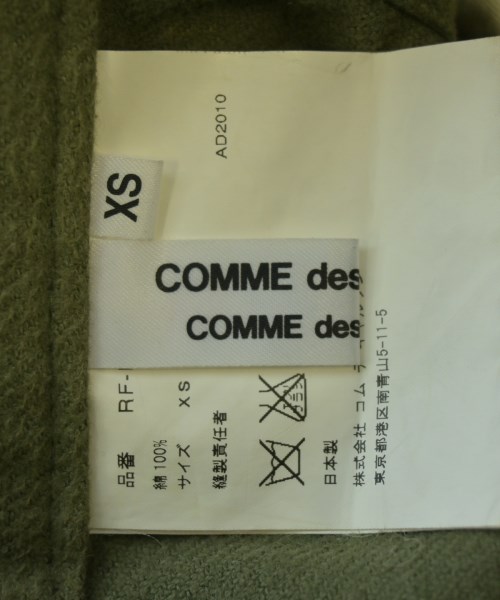 AD2010
XS
COMME des
COMME des
品番 RF-
綿 100%
サイズ XS
縫製責任者
日本製
株式会社 コム
東京都港区南青山5-11-5